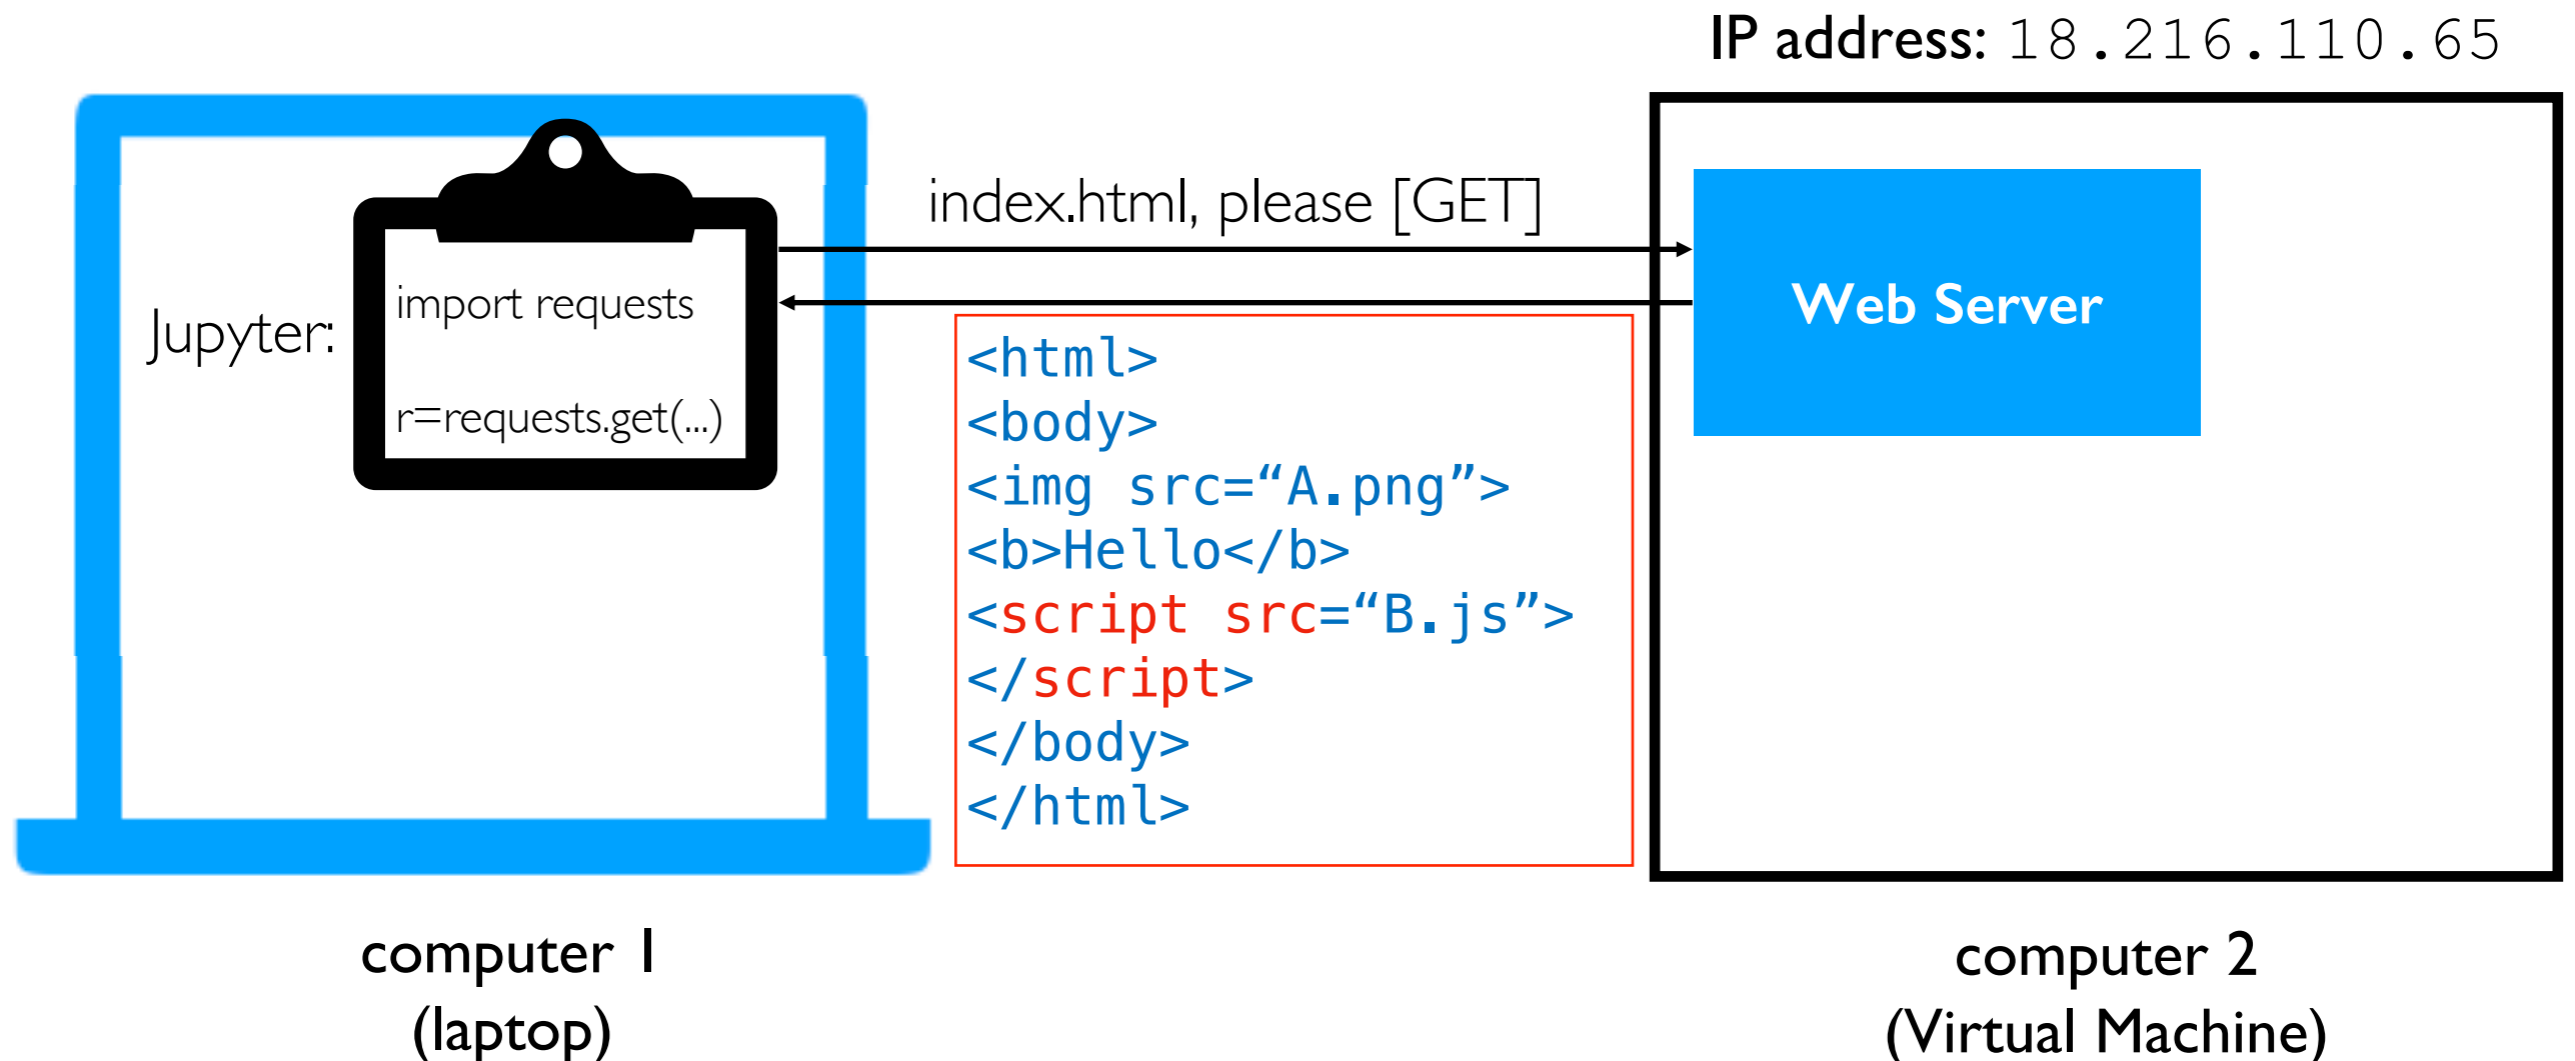 IP address: 18.216.110.65
Jupyter:
import requests
r=requests.get(...)
index.html, please [GET]
<html>
<body>
<img src=“A.png”>
<b>Hello</b>
<script src=“B.js”>
</script>
</body>
</html>
Web Server
computer 1
(laptop)
computer 2
(Virtual Machine)